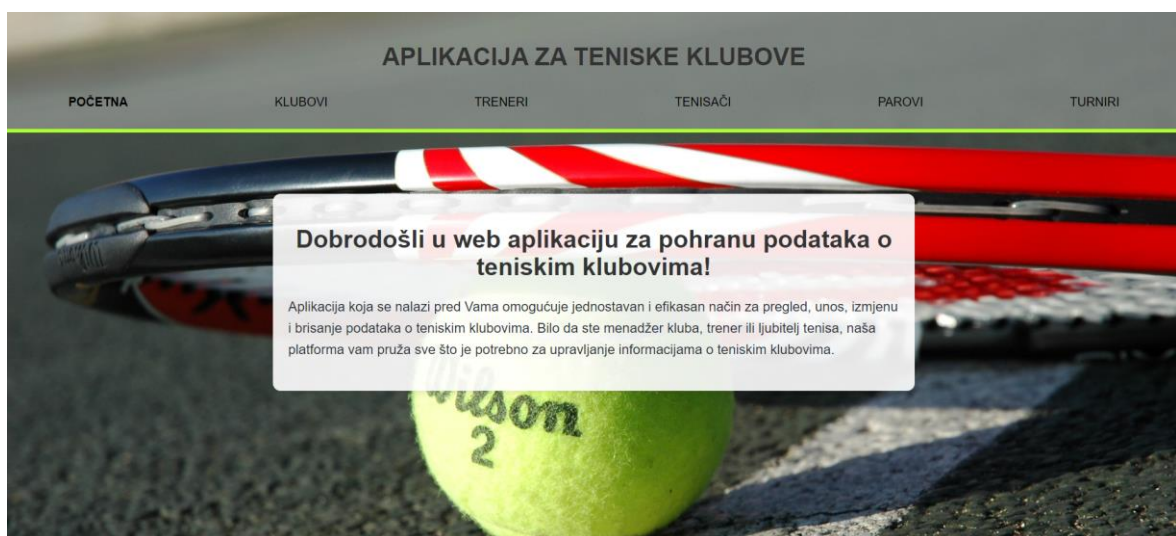 APLIKACIJA ZA TENISKE KLUBOVE
POČETNA KLUBOVI TRENERI TENISAČI PAROVI TURNIRI
Dobrodošli u web aplikaciju za pohranu podataka o
teniskim klubovima!
Aplikacija koja se nalazi pred Vama omogućuje jednostavan i efikasan način za pregled, unos, izmjenu
i brisanje podataka o teniskim klubovima. Bilo da ste menadžer kluba, trener ili ljubitelj tenisa, naša
platforma vam pruža sve što je potrebno za upravljanje informacijama o teniskim klubovima.
Wilson
2